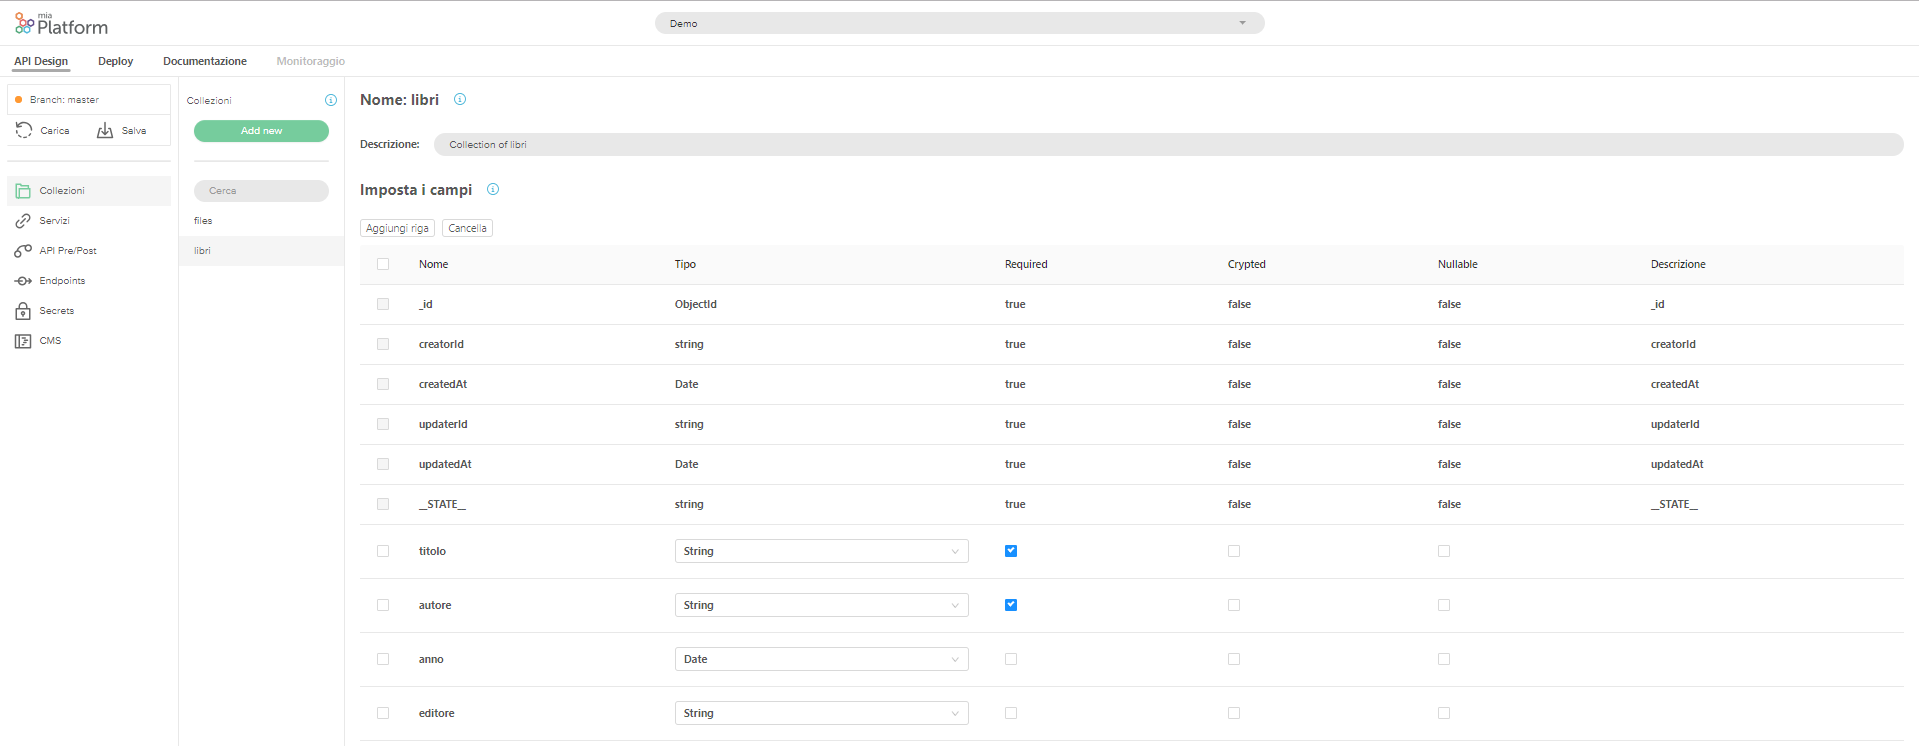 mia
Platform
Demo
API Design Deploy Documentazione Monitoraggio
Branch: master
Carica Salva
Collezioni
Servizi
API Pre/Post
Endpoints
Secrets
CMS
Collezioni
Add new
Cerca
files
libri
Nome: libri
Descrizione: Collection of libri
Imposta i campi
Aggiungi riga Cancella
Nome Tipo Required Crypted Nullable Descrizione
_id ObjectId true false false _id
creatorId string true false false creatorId
createdAt Date true false false createdAt
updaterId string true false false updaterId
updatedAt Date true false false updatedAt
__STATE__ string true false false __STATE__
titolo String
autore String
anno Date
editore String